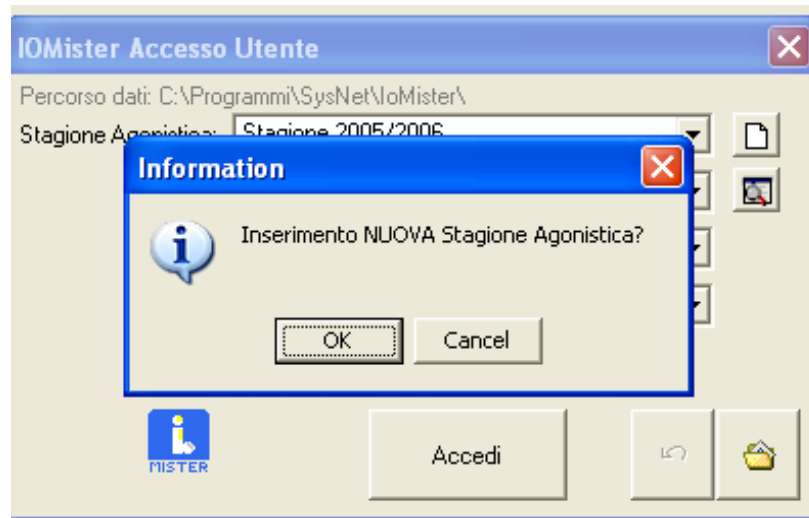 IOMister Accesso Utente
Percorso dati: C:\Programmi\SysNet\IoMister\
Stagione Agonistica: Stagione 2005/2006
Information
Inserimento NUOVA Stagione Agonistica?
OK Cancel
MISTER
Accedi